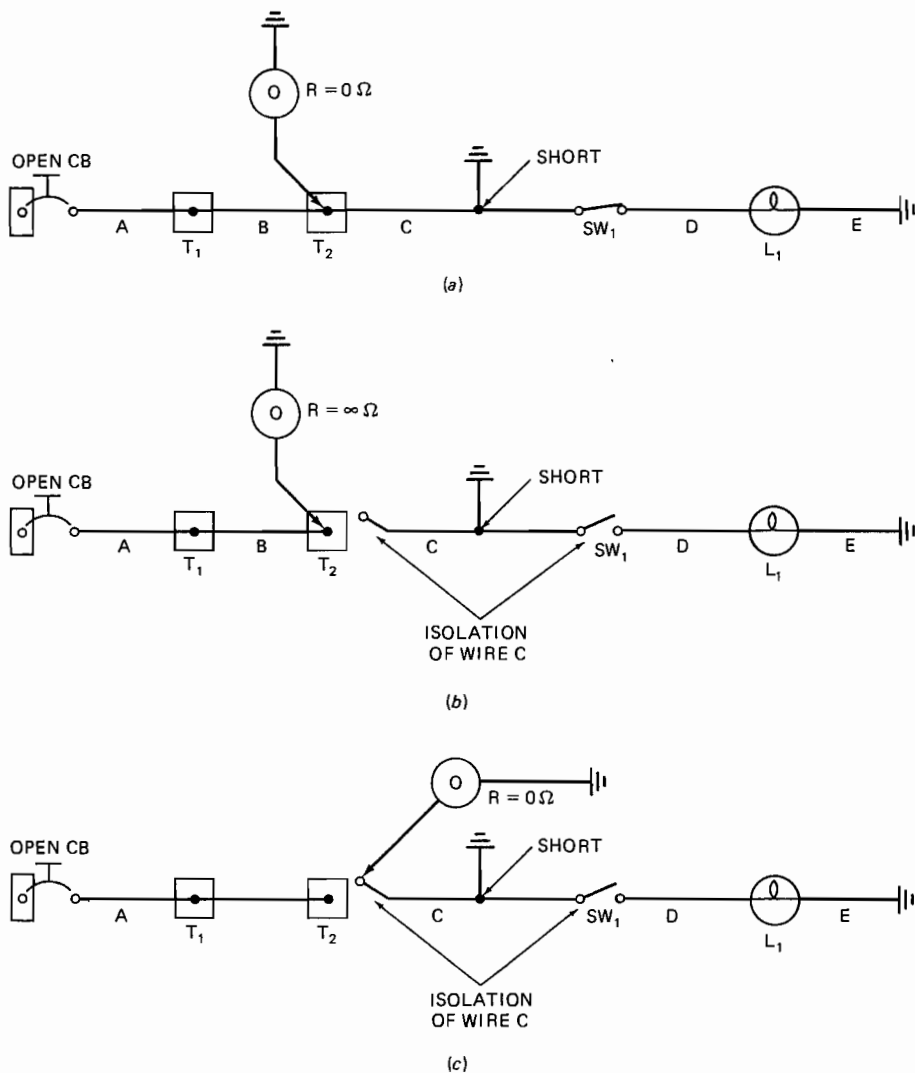 O
R = 0 Ω
OPEN CB
SHORT
A
T1
B
T2
C
SW1
D
L1
E
(a)
O
R = ∞ Ω
OPEN CB
SHORT
A
T1
B
T2
C
SW1
D
L1
E
ISOLATION
OF WIRE C
(b)
O
R = 0 Ω
OPEN CB
SHORT
A
T1
T2
C
SW1
D
L1
E
ISOLATION
OF WIRE C
(c)